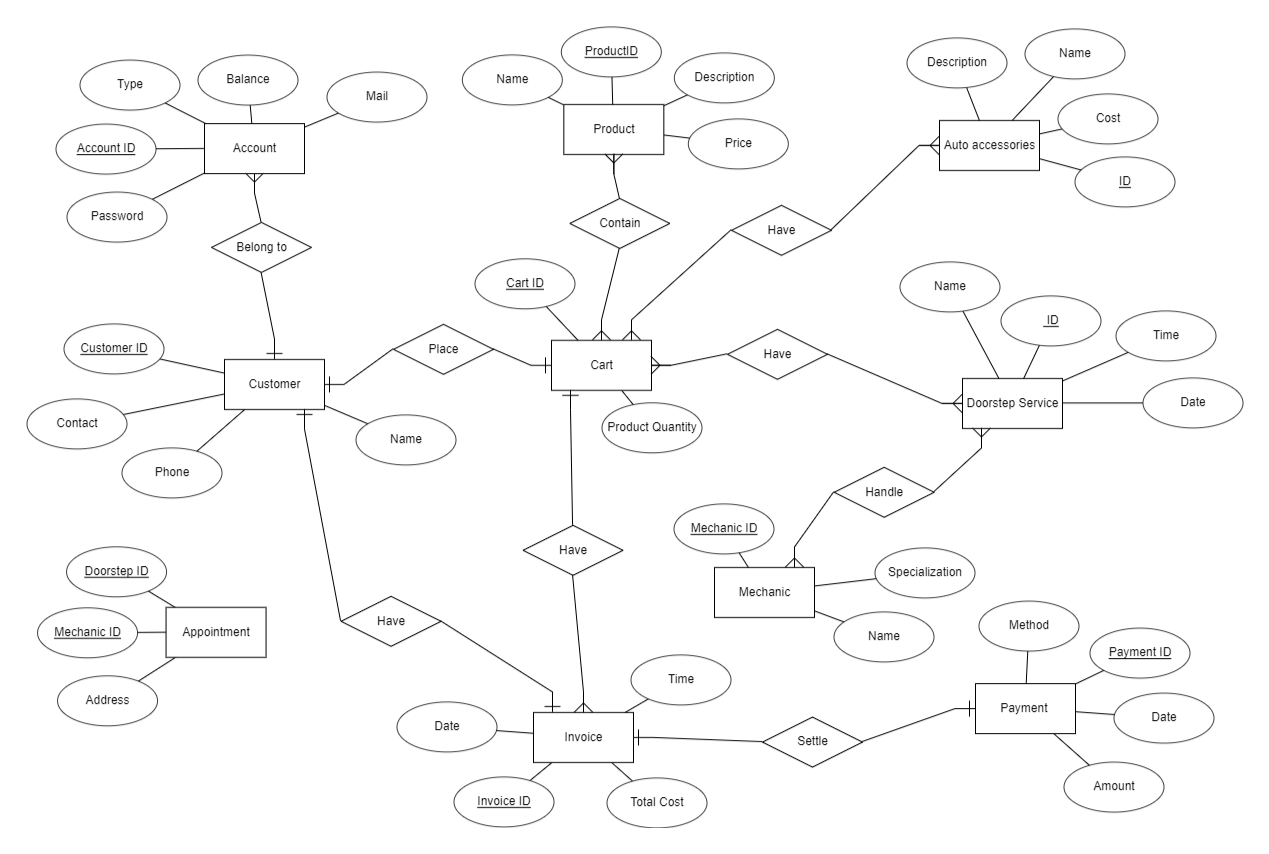 ProductID
Description
Name
Type
Balance
Mail
Name
Description
Cost
Account ID
Account
Product
Price
Auto accessories
ID
Password
Contain
Have
Belong to
Cart ID
Name
ID
Time
Customer ID
Place
Cart
Have
Customer
Doorstep Service
Date
Contact
Name
Product Quantity
Phone
Handle
Mechanic ID
Have
Doorstep ID
Specialization
Mechanic
Mechanic ID
Appointment
Have
Name
Method
Payment ID
Address
Time
Date
Invoice
Settle
Payment
Date
Invoice ID
Total Cost
Amount